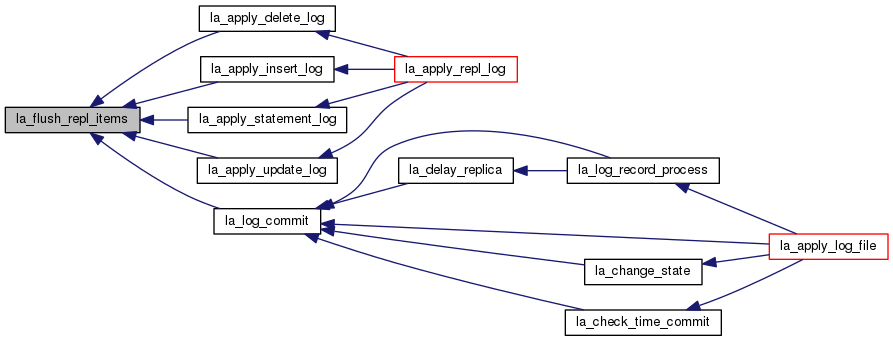 la_flush_repl_items
la_apply_delete_log
la_apply_insert_log
la_apply_statement_log
la_apply_update_log
la_log_commit
la_apply_repl_log
la_delay_replica
la_log_record_process
la_change_state
la_check_time_commit
la_apply_log_file